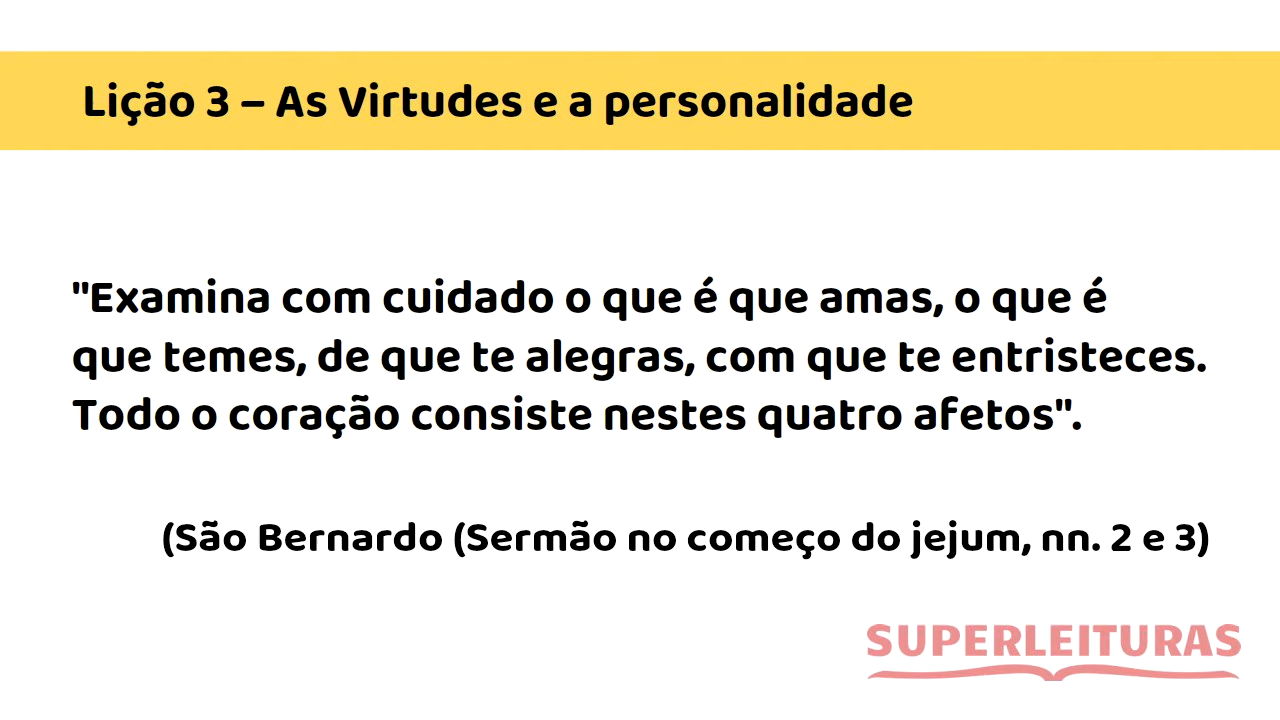 Lição 3 – As Virtudes e a personalidade
"Examina com cuidado o que é que amas, o que é
que temes, de que te alegras, com que te entristeces.
Todo o coração consiste nestes quatro afetos".
(São Bernardo (Sermão no começo do jejum, nn. 2 e 3)
SUPERLEITURAS